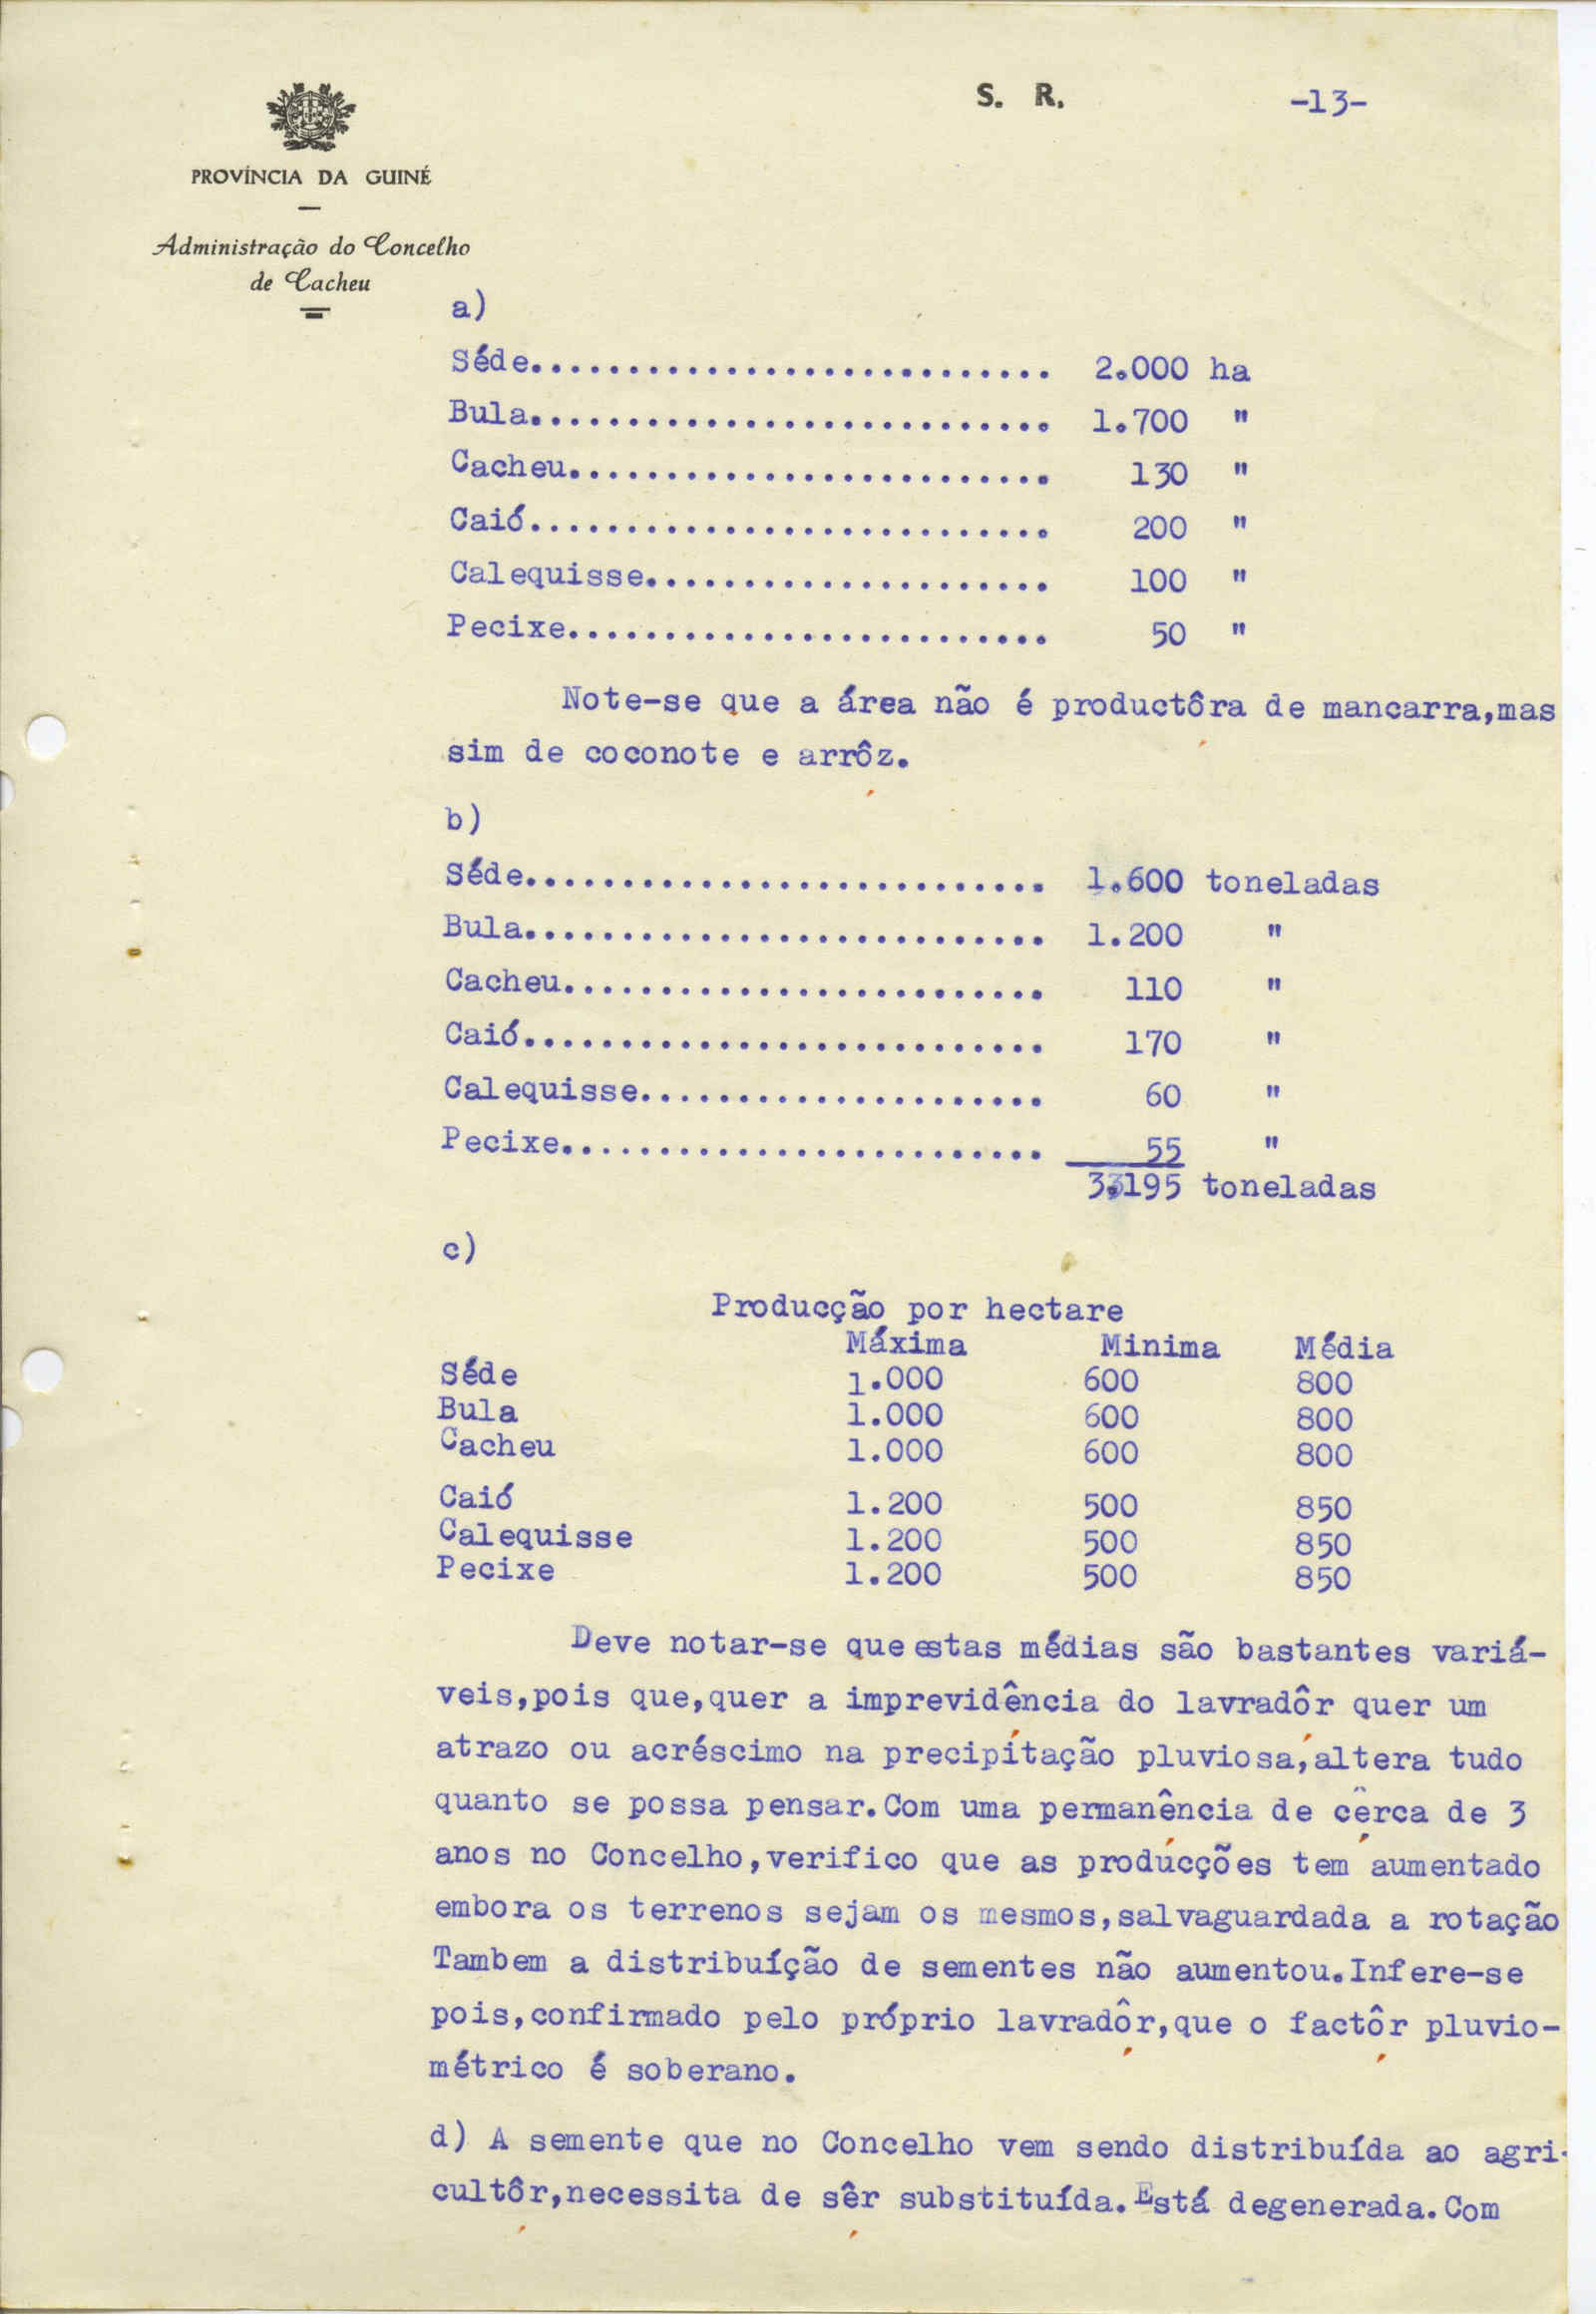 S. R.
-13-
PROVÍNCIA DA GUINÉ
Administração do Concelho
de Cacheu
a)
Séde........................... 2.000 ha
Bula........................... 1.700 "
Cacheu......................... 130 "
Caió........................... 200 "
Calequisse..................... 100 "
Pecixe......................... 50 "
Note-se que a área não é productôra de mancarra,mas
sim de coconote e arrôz.
b)
Séde........................... 1.600 toneladas
Bula........................... 1.200 "
Cacheu......................... 110 "
Caió........................... 170 "
Calequisse..................... 60 "
Pecixe......................... 55 "
3.195 toneladas
c)
Producção por hectare
Máxima Minima Média
Séde 1.000 600 800
Bula 1.000 600 800
Cacheu 1.000 600 800
Caió 1.200 500 850
Calequisse 1.200 500 850
Pecixe 1.200 500 850
Deve notar-se que estas médias são bastantes variá-
veis,pois que,quer a imprevidência do lavradôr quer um
atrazo ou acréscimo na precipitação pluviosa,altera tudo
quanto se possa pensar.Com uma permanência de cêrca de 3
anos no Concelho,verifico que as producções tem aumentado
embora os terrenos sejam os mesmos,salvaguardada a rotação
Tambem a distribuíção de sementes não aumentou.Infere-se
pois,confirmado pelo próprio lavradôr,que o factôr pluvio-
métrico é soberano.
d) A semente que no Concelho vem sendo distribuída ao agri-
cultôr,necessita de sêr substituída.Está degenerada.Com